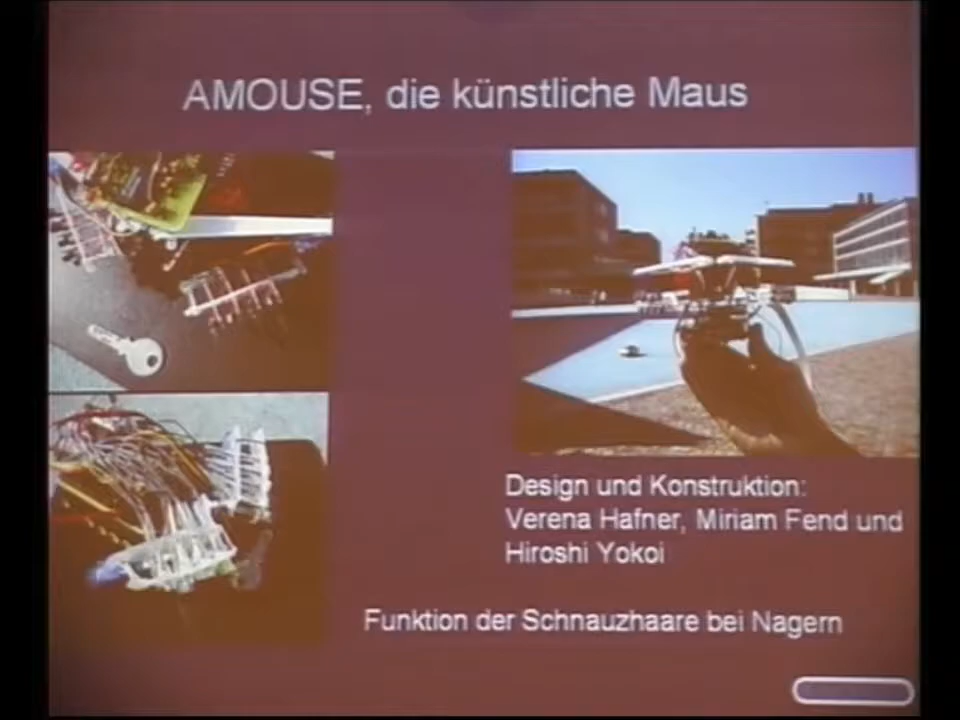 AMOUSE, die künstliche Maus
Design und Konstruktion:
Verena Hafner, Miriam Fend und
Hiroshi Yokoi
Funktion der Schnauzhaare bei Nagern